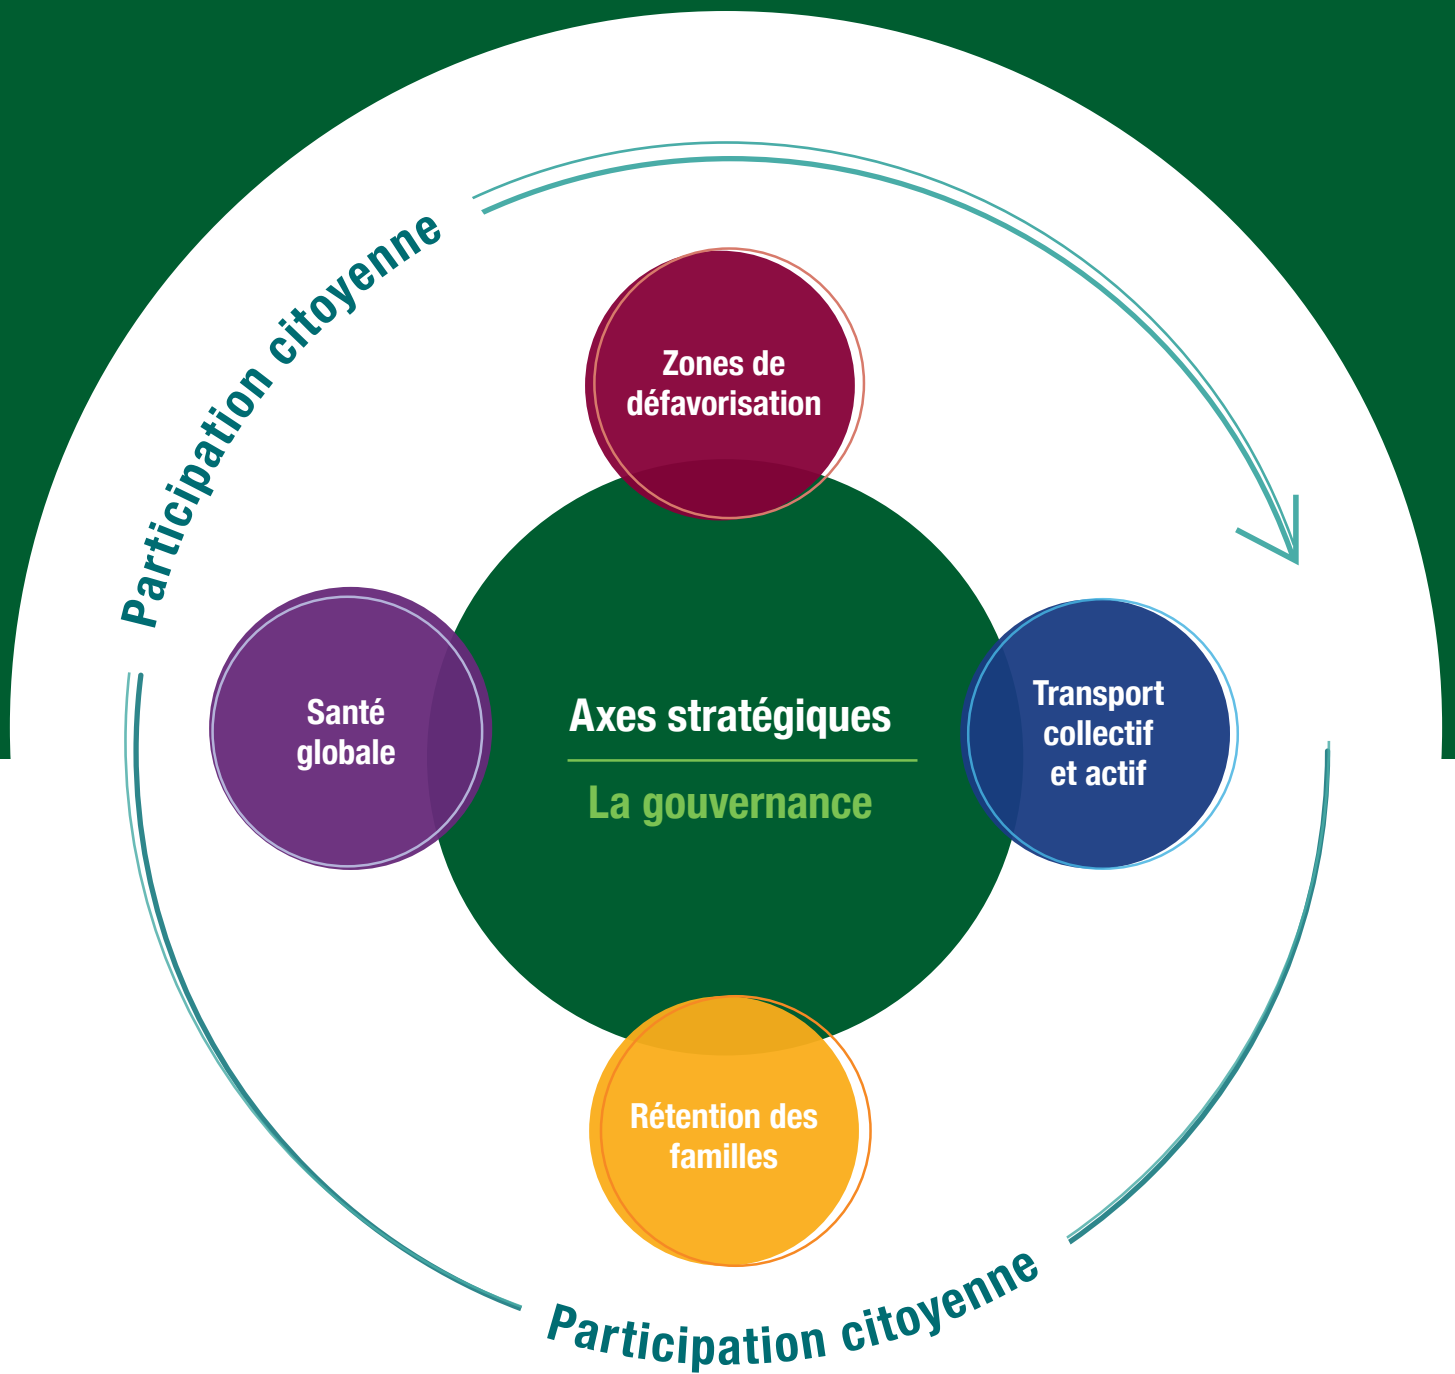 Participation citoyenne
Zones de
défavorisation
Santé
globale
Axes stratégiques
La gouvernance
Transport
collectif
et actif
Rétention des
familles
Participation citoyenne